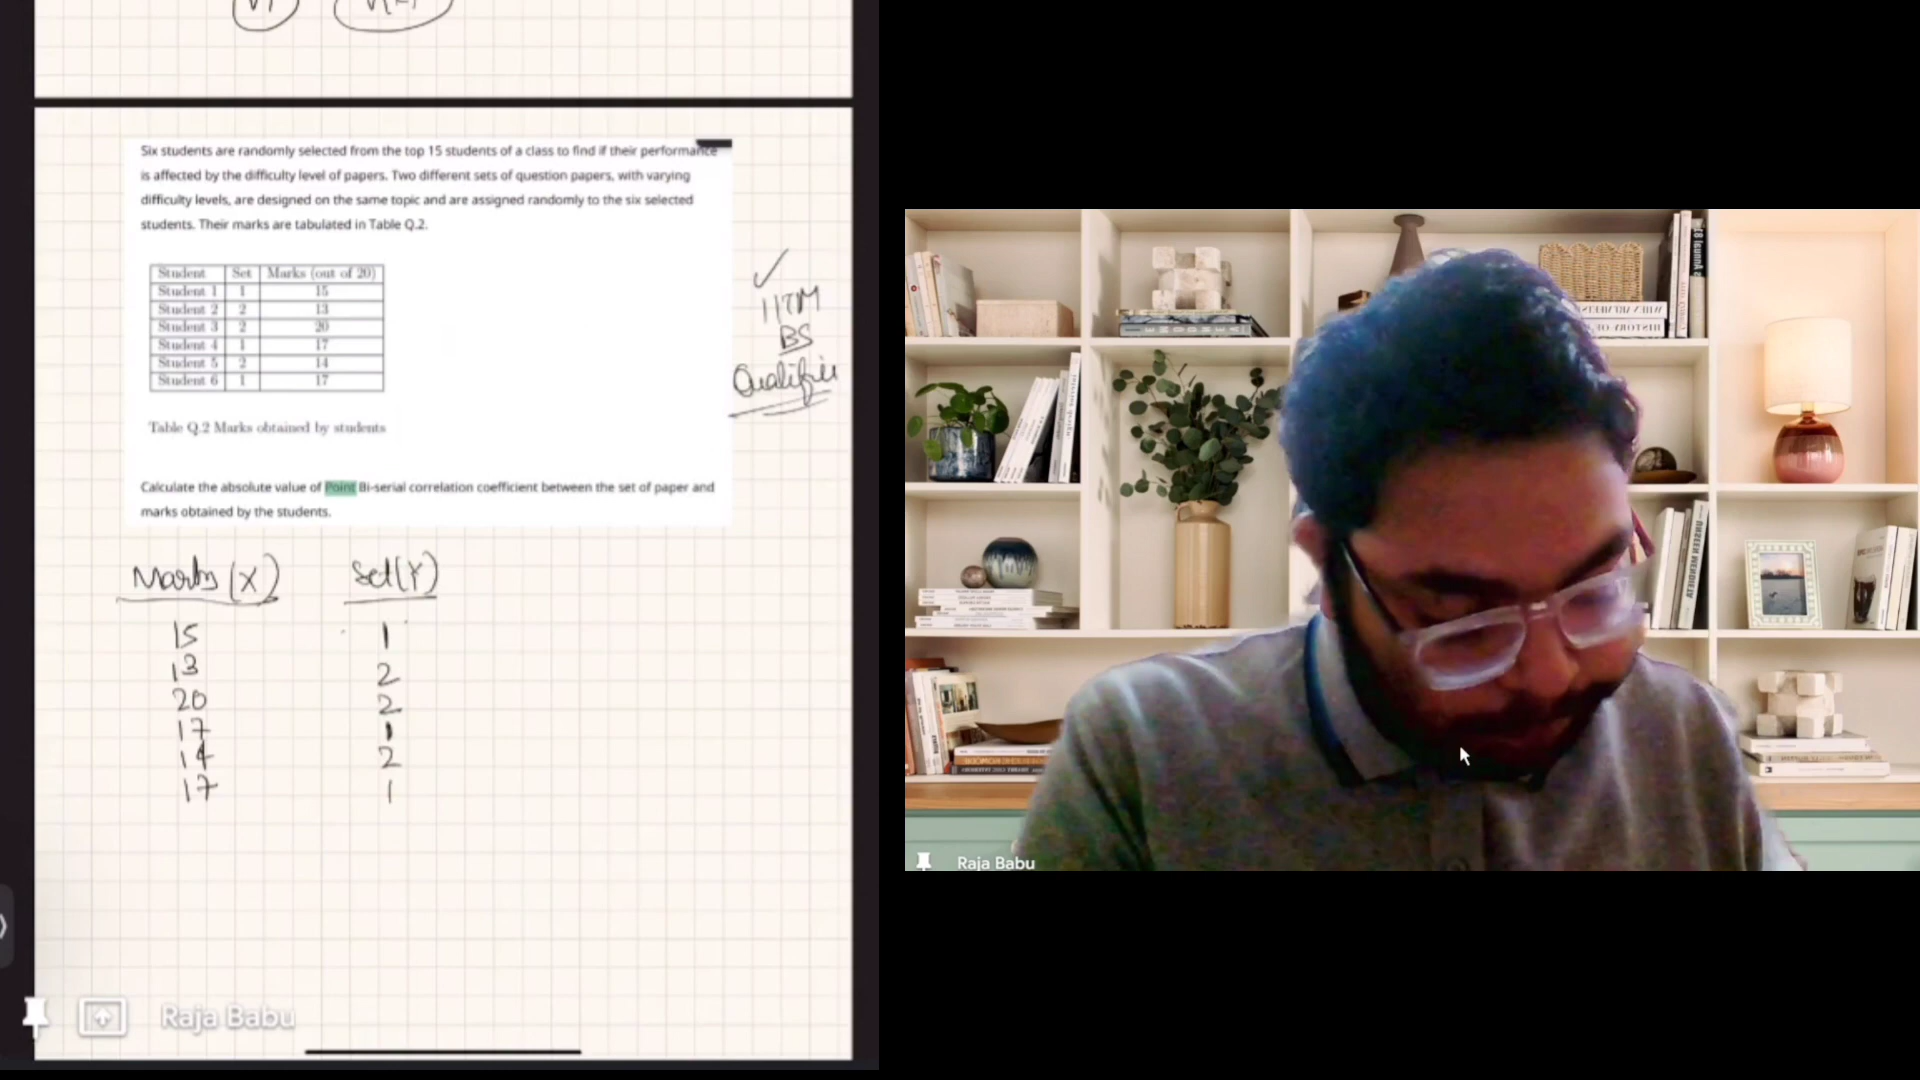 Six students are randomly selected from the top 15 students of a class to find if their performance
is affected by the difficulty level of papers. Two different sets of question papers, with varying
difficulty levels, are designed on the same topic and are assigned randomly to the six selected
students. Their marks are tabulated in Table Q.2.
Student Set Marks (out of 20)
Student 1 1 15
Student 2 2 13
Student 3 2 20
Student 4 1 17
Student 5 2 14
Student 6 1 17
Table Q.2 Marks obtained by students
IITM
BS
Qualifier
Calculate the absolute value of Point Bi-serial correlation coefficient between the set of paper and
marks obtained by the students.
Marks (X) Set(Y)
15 1
13 2
20 2
17 1
14 2
17 1
Raja Babu
Raja Babu